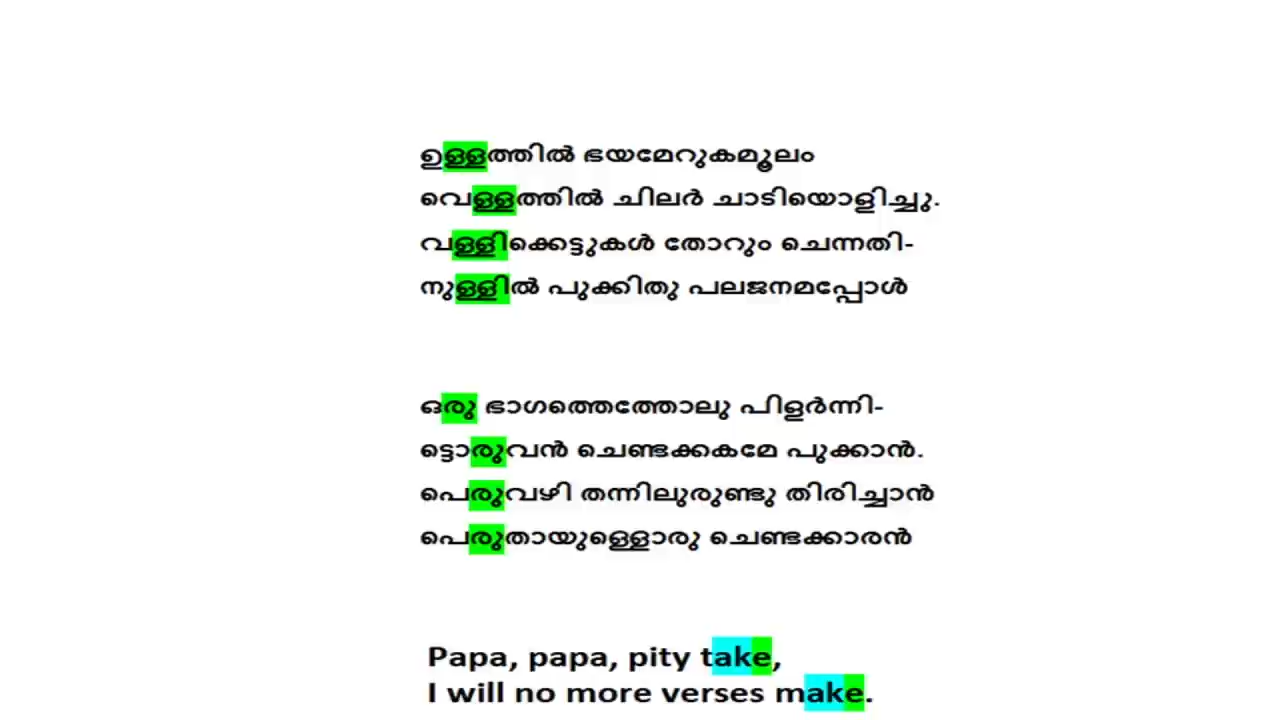 ഉള്ളത്തിൽ ഭയമേറുകമൂലം
വെള്ളത്തിൽ ചിലർ ചാടിയൊളിച്ചു.
വള്ളിക്കെട്ടുകൾ തോറും ചെന്നതി-
നുള്ളിൽ പുക്കിതു പലജനമപ്പോൾ
ഒരു ഭാഗത്തെത്തോലു പിളർന്നി-
ട്ടൊരുവൻ ചെണ്ടക്കകമേ പുക്കാൻ.
പെരുവഴി തന്നിലുരുണ്ടു തിരിച്ചാൻ
പെരുതായുള്ളൊരു ചെണ്ടക്കാരൻ
Papa, papa, pity take,
I will no more verses make.